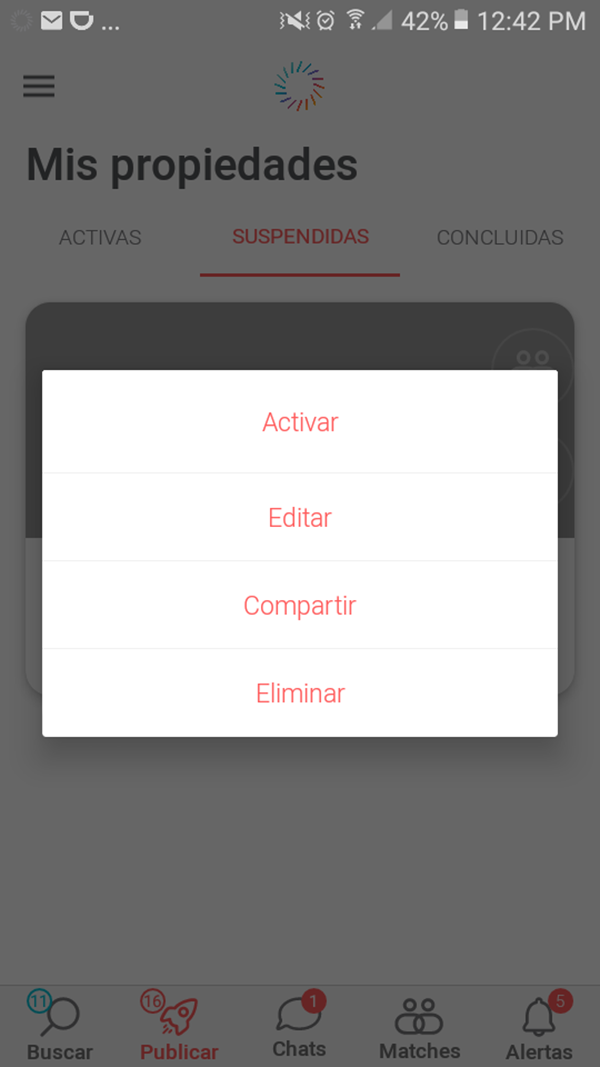 ... 42% 12:42 PM
Mis propiedades
ACTIVAS SUSPENDIDAS CONCLUIDAS
Activar
Editar
Compartir
Eliminar
11 16 1 5
Buscar Publicar Chats Matches Alertas